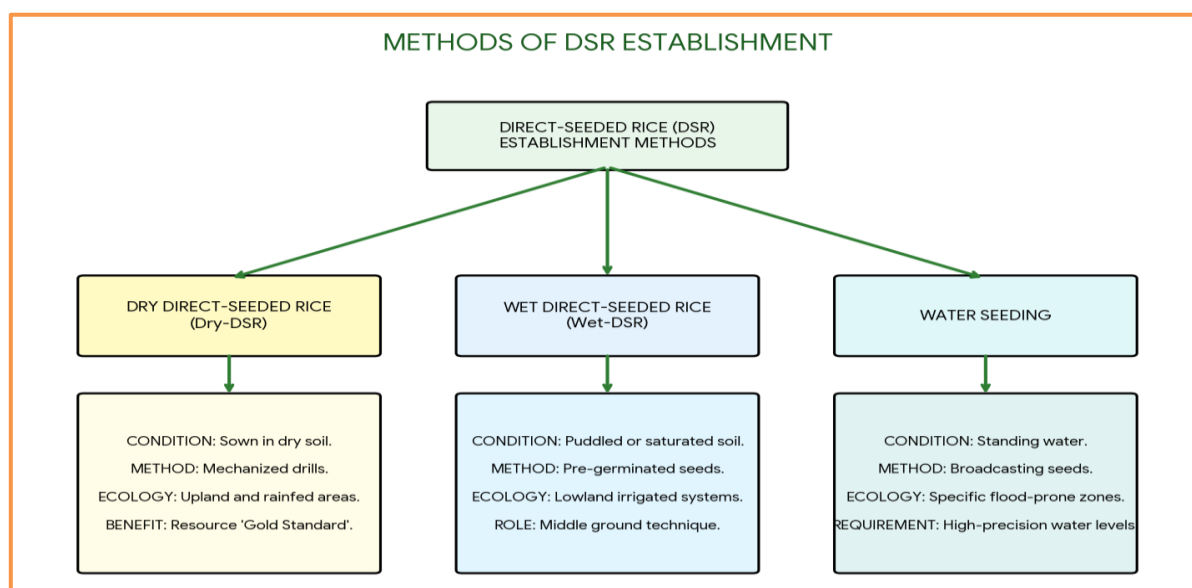 METHODS OF DSR ESTABLISHMENT
DIRECT-SEEDED RICE (DSR)
ESTABLISHMENT METHODS
DRY DIRECT-SEEDED RICE
(Dry-DSR)
CONDITION: Sown in dry soil.
METHOD: Mechanized drills.
ECOLOGY: Upland and rainfed areas.
BENEFIT: Resource 'Gold Standard'.
WET DIRECT-SEEDED RICE
(Wet-DSR)
CONDITION: Puddled or saturated soil.
METHOD: Pre-germinated seeds.
ECOLOGY: Lowland irrigated systems.
ROLE: Middle ground technique.
WATER SEEDING
CONDITION: Standing water.
METHOD: Broadcasting seeds.
ECOLOGY: Specific flood-prone zones.
REQUIREMENT: High-precision water levels